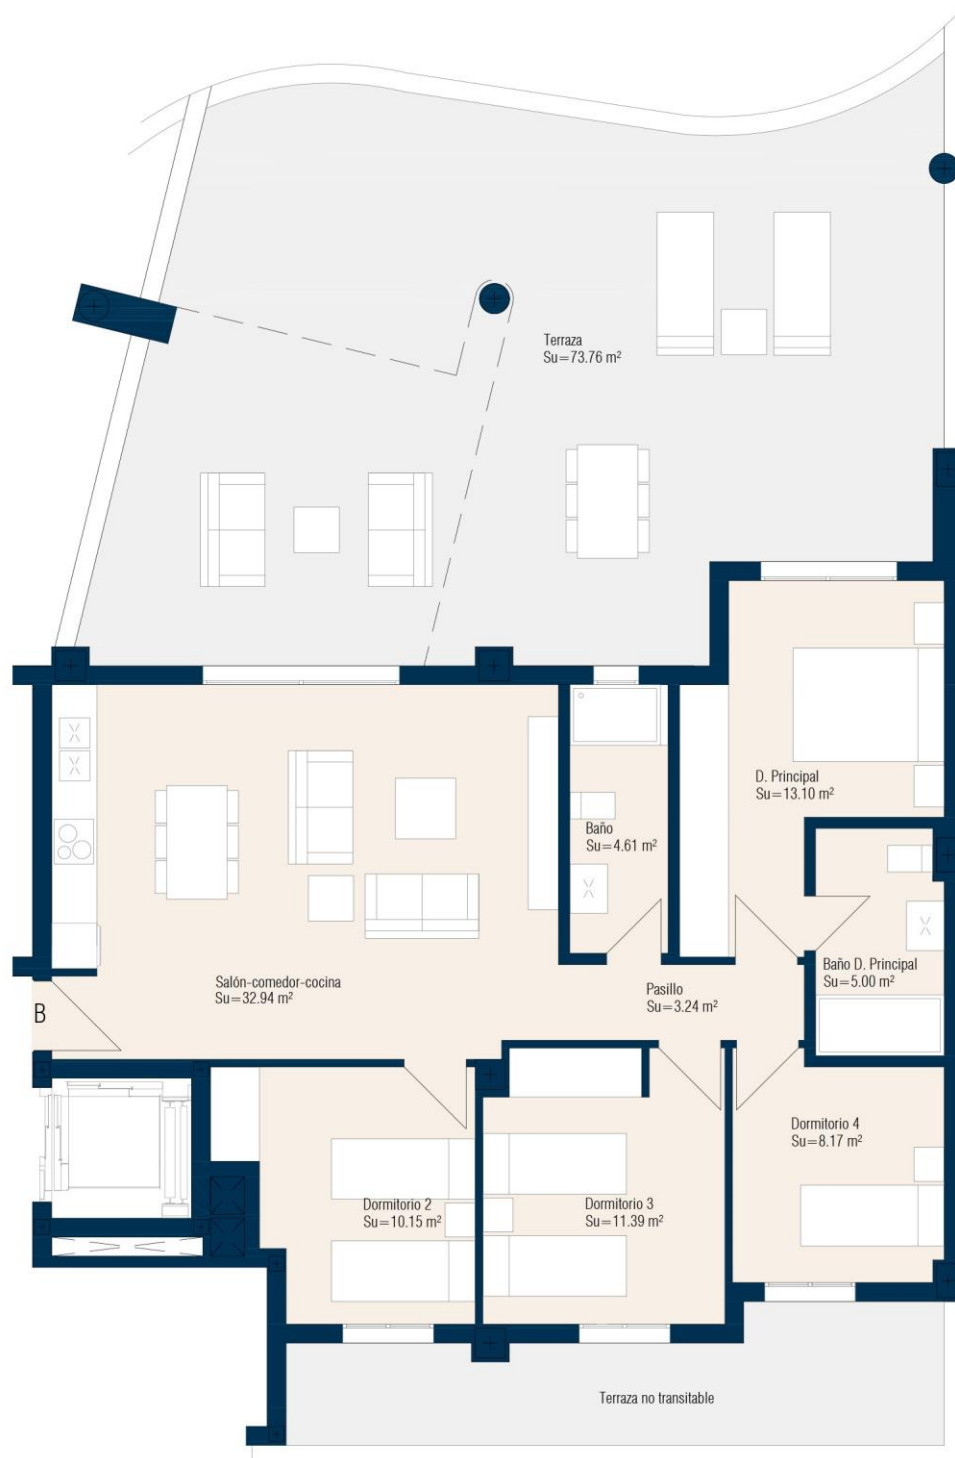 Terraza
Su=73.76 m²
D. Principal
Su=13.10 m²
Baño
Su=4.61 m²
Baño D. Principal
Su=5.00 m²
Salón-comedor-cocina
Su=32.94 m²
Pasillo
Su=3.24 m²
B
Dormitorio 4
Su=8.17 m²
Dormitorio 2
Su=10.15 m²
Dormitorio 3
Su=11.39 m²
Terraza no transitable